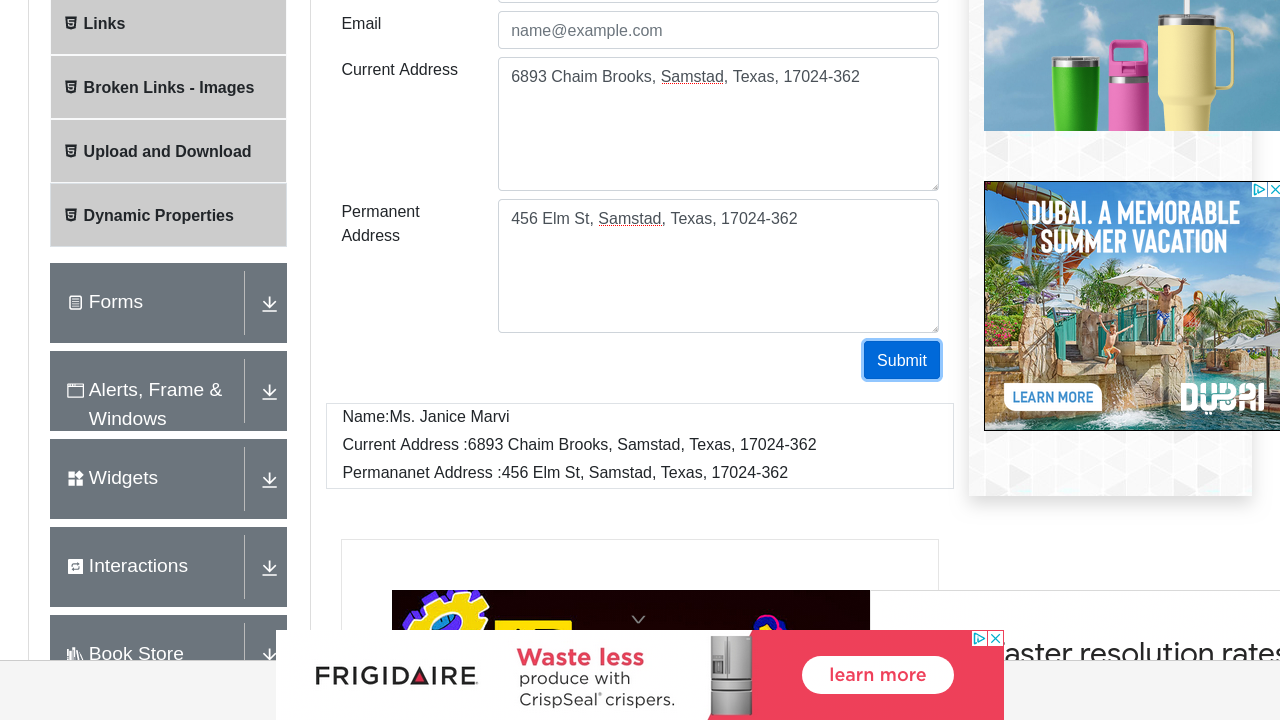 Links
Email
name@example.com
Current Address
6893 Chaim Brooks, Samstad, Texas, 17024-362
Broken Links - Images
Upload and Download
Dynamic Properties
Permanent
Address
456 Elm St, Samstad, Texas, 17024-362
Submit
Forms
Alerts, Frame &
Windows
Widgets
Interactions
Book Store
Name:Ms. Janice Marvi
Current Address :6893 Chaim Brooks, Samstad, Texas, 17024-362
Permananet Address :456 Elm St, Samstad, Texas, 17024-362
DUBAI. A MEMORABLE
SUMMER VACATION
LEARN MORE
DUBAI
resolution rates
FRIGIDAIRE
Waste less
produce with
CrispSeal® crispers.
learn more